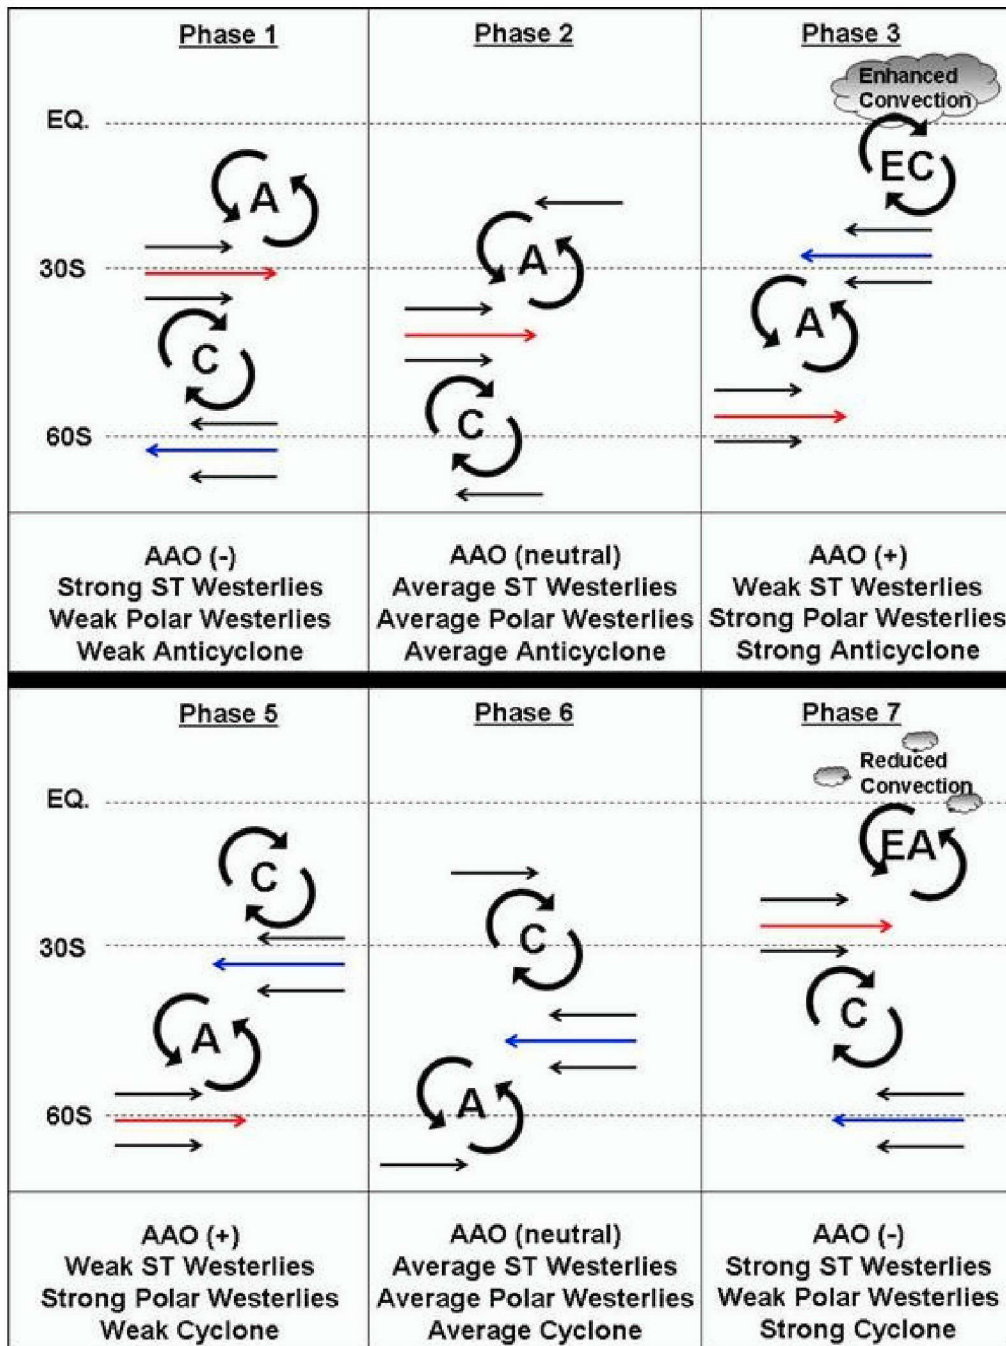 Phase 1
EQ.
A
30S
C
60S
AAO (-)
Strong ST Westerlies
Weak Polar Westerlies
Weak Anticyclone
Phase 2
A
C
AAO (neutral)
Average ST Westerlies
Average Polar Westerlies
Average Anticyclone
Phase 3
Enhanced
Convection
EC
A
AAO (+)
Weak ST Westerlies
Strong Polar Westerlies
Strong Anticyclone
Phase 5
EQ.
C
30S
A
60S
AAO (+)
Weak ST Westerlies
Strong Polar Westerlies
Weak Cyclone
Phase 6
C
A
AAO (neutral)
Average ST Westerlies
Average Polar Westerlies
Average Cyclone
Phase 7
Reduced
Convection
EA
C
AAO (-)
Strong ST Westerlies
Weak Polar Westerlies
Strong Cyclone